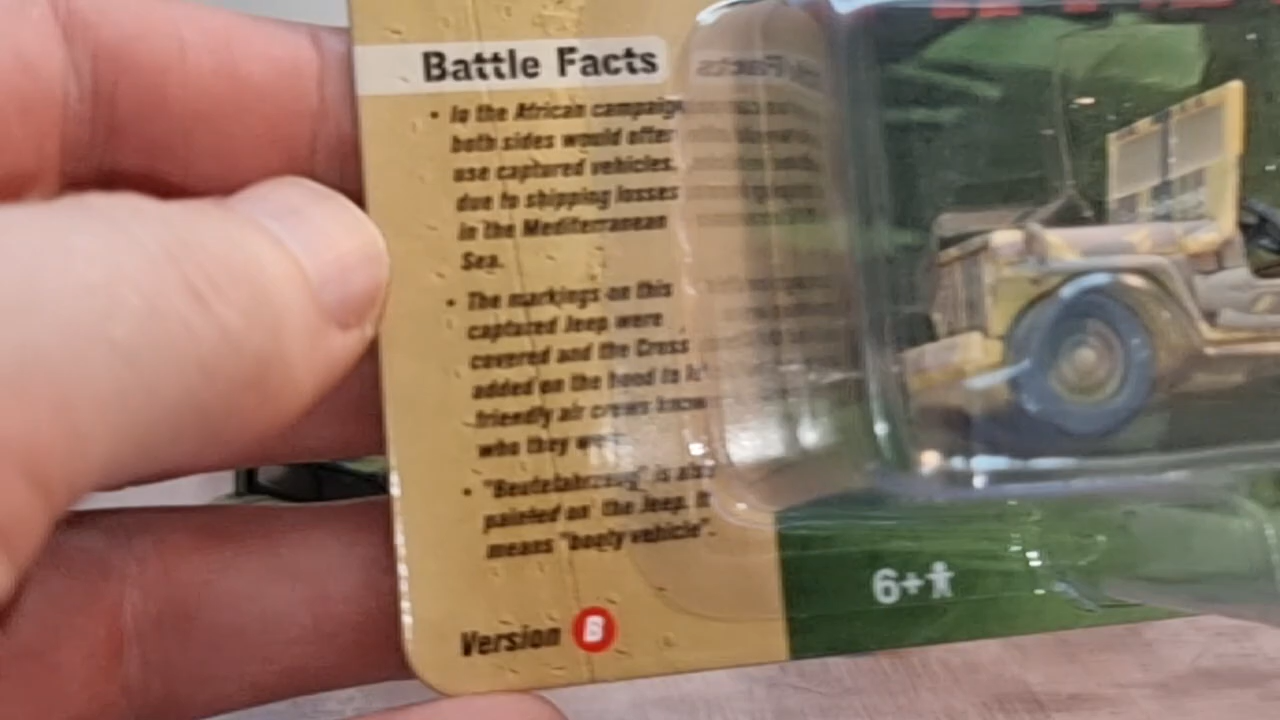 Battle Facts
• In the African campaign
both sides would often
use captured vehicles.
due to shipping losses
in the Mediterranean
Sea.
• The markings on this
captured Jeep were
covered and the Cross
added on the hood to let
friendly air crews know
who they were
• "Beutefahrzeug" is also
painted on the Jeep. It
means "booty vehicle".
Version B
6+